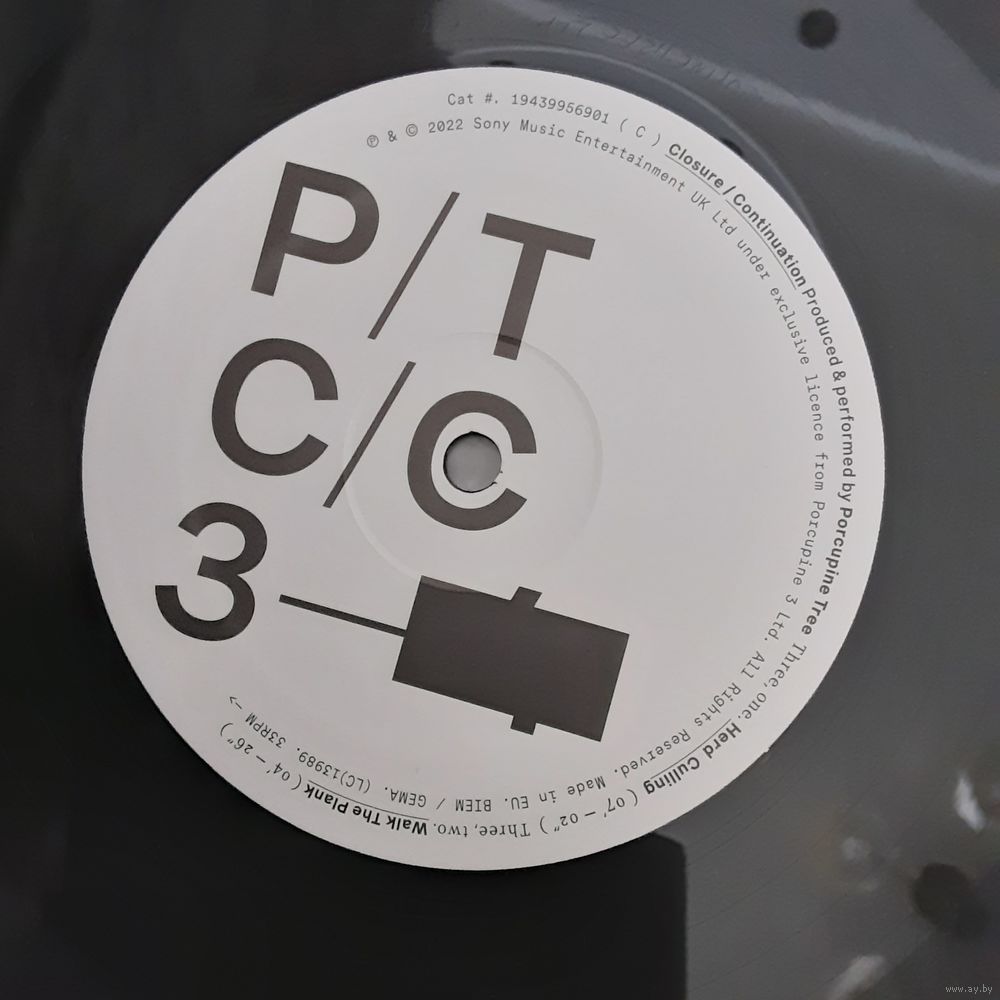 Cat #. 19439956901 ( C ) Closure / Continuation Produced & performed by Porcupine Tree Three, one. Herd Culling ( 07′ – 02″ ) Three, two. Walk The Plank ( 04′ – 26″ )
℗ & © 2022 Sony Music Entertainment UK Ltd under exclusive licence from Porcupine 3 Ltd. All Rights Reserved. Made in EU. BIEM / GEMA. (LC)13989. 33RPM –>
P/T
C/C
3
www.ay.by